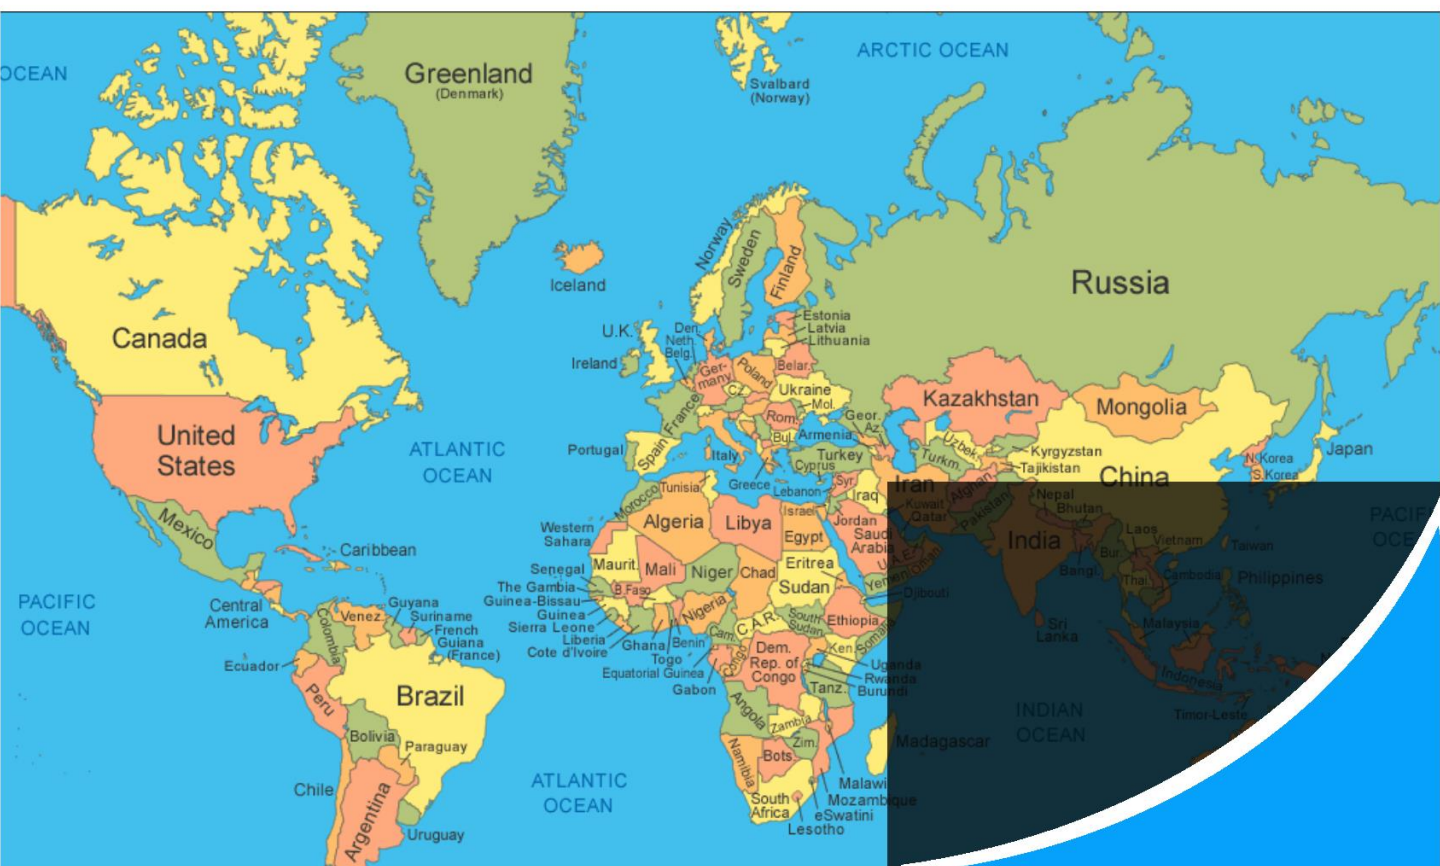 OCEAN
ARCTIC OCEAN
Greenland
(Denmark)
Svalbard
(Norway)
Iceland
Norway
Sweden
Finland
Russia
Canada
U.K.
Ireland
Den.
Neth.
Belg.
Estonia
Latvia
Lithuania
Ger-
many
Poland
Belar.
Cz.
Ukraine
Mol.
France
Rom.
Bul.
Geor.
Az.
Armenia
Kazakhstan
Mongolia
United
States
ATLANTIC
OCEAN
Portugal
Spain
Italy
Greece
Turkey
Cyprus
Lebanon
Syr.
Iraq
Iran
Uzbek.
Turkm.
Kyrgyzstan
Tajikistan
Afghan.
China
N.Korea
S.Korea
Japan
Mexico
Caribbean
Western
Sahara
Morocco
Tunisia
Algeria
Libya
Israel
Egypt
Jordan
Saudi
Arabia
Kuwait
Qatar
U.A.E.
Oman
Yemen
Pakistan
Nepal
Bhutan
India
Bangl.
Bur.
Laos
Vietnam
Thai.
Cambodia
Taiwan
Philippines
PACIF
OCE
PACIFIC
OCEAN
Central
America
Senegal
The Gambia
Guinea-Bissau
Guinea
Sierra Leone
Liberia
Cote d'Ivoire
Maurit.
Mali
Niger
Chad
Eritrea
Sudan
B.Faso
Nigeria
Ghana
Togo
Benin
Equatorial Guinea
Gabon
Cam.
Congo
C.A.R.
South
Sudan
Ethiopia
Djibouti
Somalia
Ken.
Uganda
Rwanda
Burundi
Dem.
Rep. of
Congo
Tanz.
Sri
Lanka
Malaysia
Indonesia
Timor-Leste
INDIAN
OCEAN
Venez.
Guyana
Suriname
French
Guiana
(France)
Colombia
Ecuador
Peru
Brazil
Bolivia
Paraguay
Chile
Argentina
Uruguay
ATLANTIC
OCEAN
Angola
Zambia
Zim.
Namibia
Bots.
South
Africa
Malawi
Mozambique
eSwatini
Lesotho
Madagascar